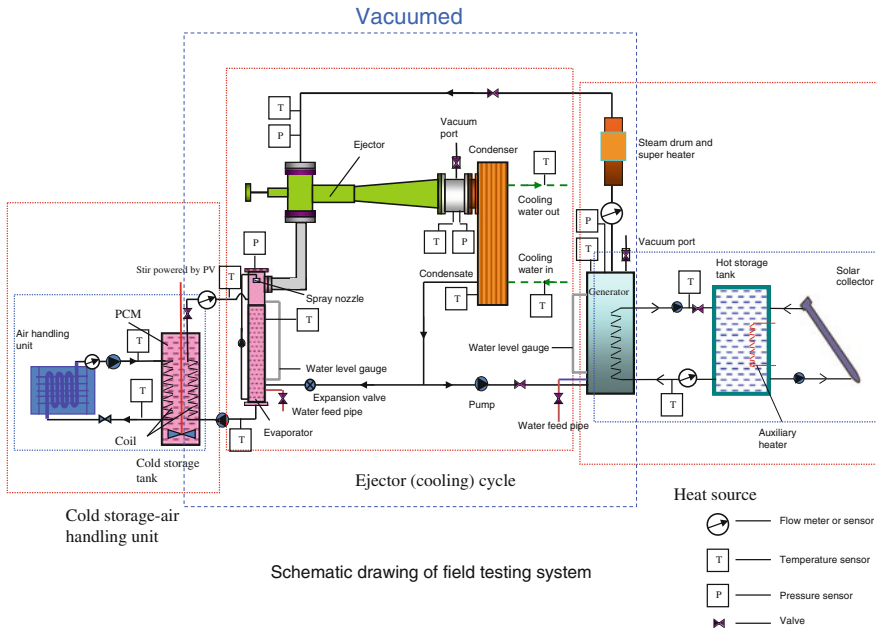 Vacuumed
T
P
Ejector
Vacuum
port
Condenser
T
Cooling
water out
Steam drum and
super heater
P
T
Vacuum port
T
P
Cooling
water in
T
Condensate
T
Stir powered by PV
T
P
Spray nozzle
T
Water level gauge
Expansion valve
Water feed pipe
Evaporator
T
PCM
T
Air handling
unit
T
Coil
Cold storage
tank
Pump
Water level gauge
Generator
Water feed pipe
T
Hot storage
tank
Solar
collector
T
Auxiliary
heater
Ejector (cooling) cycle
Cold storage-air
handling unit
Heat source
Flow meter or sensor
T
Temperature sensor
P
Pressure sensor
Valve
Schematic drawing of field testing system